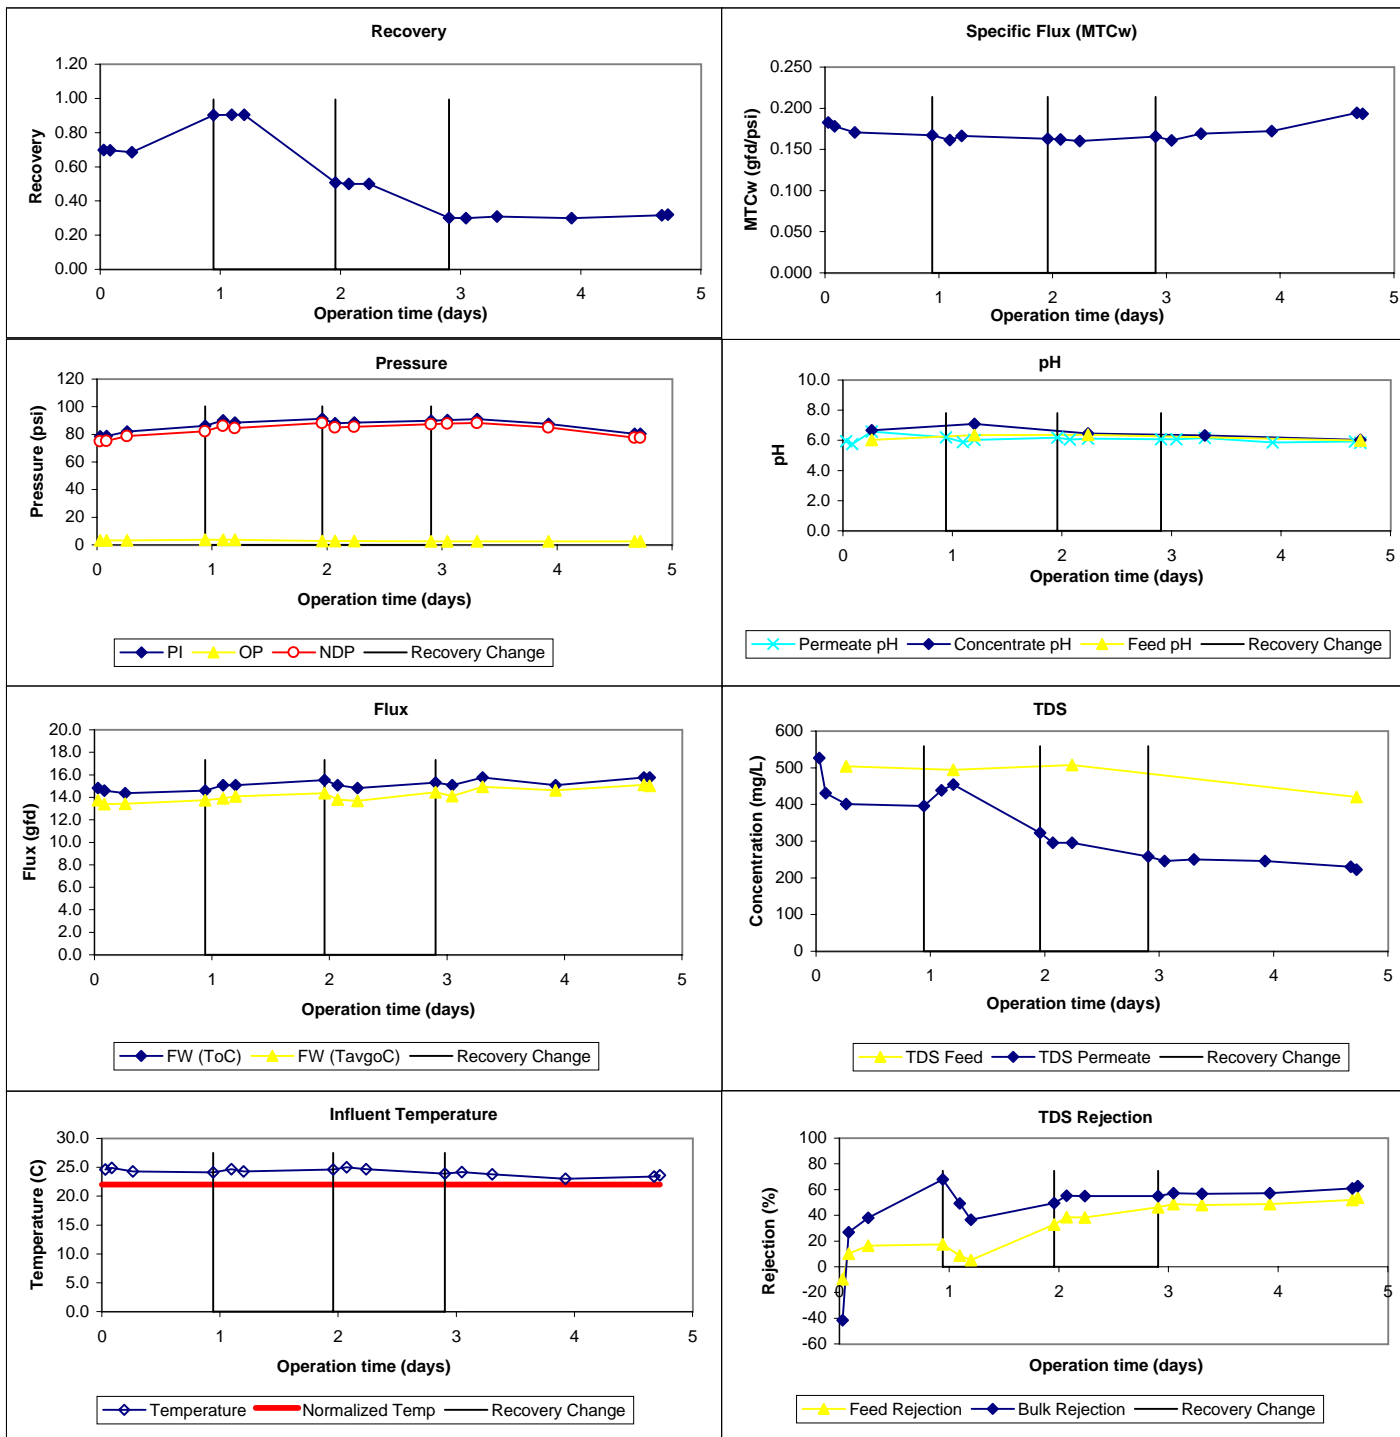 Recovery
1.20
1.00
0.80
0.60
0.40
0.20
0.00
Recovery
0 1 2 3 4 5
Operation time (days)
Specific Flux (MTCw)
0.250
0.200
0.150
0.100
0.050
0.000
MTCw (gfd/psi)
0 1 2 3 4 5
Operation time (days)
Pressure
120
100
80
60
40
20
0
Pressure (psi)
0 1 2 3 4 5
Operation time (days)
PI OP NDP Recovery Change
pH
10.0
8.0
6.0
4.0
2.0
0.0
pH
0 1 2 3 4 5
Operation time (days)
Permeate pH Concentrate pH Feed pH Recovery Change
Flux
20.0
18.0
16.0
14.0
12.0
10.0
8.0
6.0
4.0
2.0
0.0
Flux (gfd)
0 1 2 3 4 5
Operation time (days)
FW (ToC) FW (TavgoC) Recovery Change
TDS
600
500
400
300
200
100
0
Concentration (mg/L)
0 1 2 3 4 5
Operation time (days)
TDS Feed TDS Permeate Recovery Change
Influent Temperature
30.0
25.0
20.0
15.0
10.0
5.0
0.0
Temperature (C)
0 1 2 3 4 5
Operation time (days)
Temperature Normalized Temp Recovery Change
TDS Rejection
100
80
60
40
20
0
-20
-40
-60
Rejection (%)
0 1 2 3 4 5
Operation time (days)
Feed Rejection Bulk Rejection Recovery Change